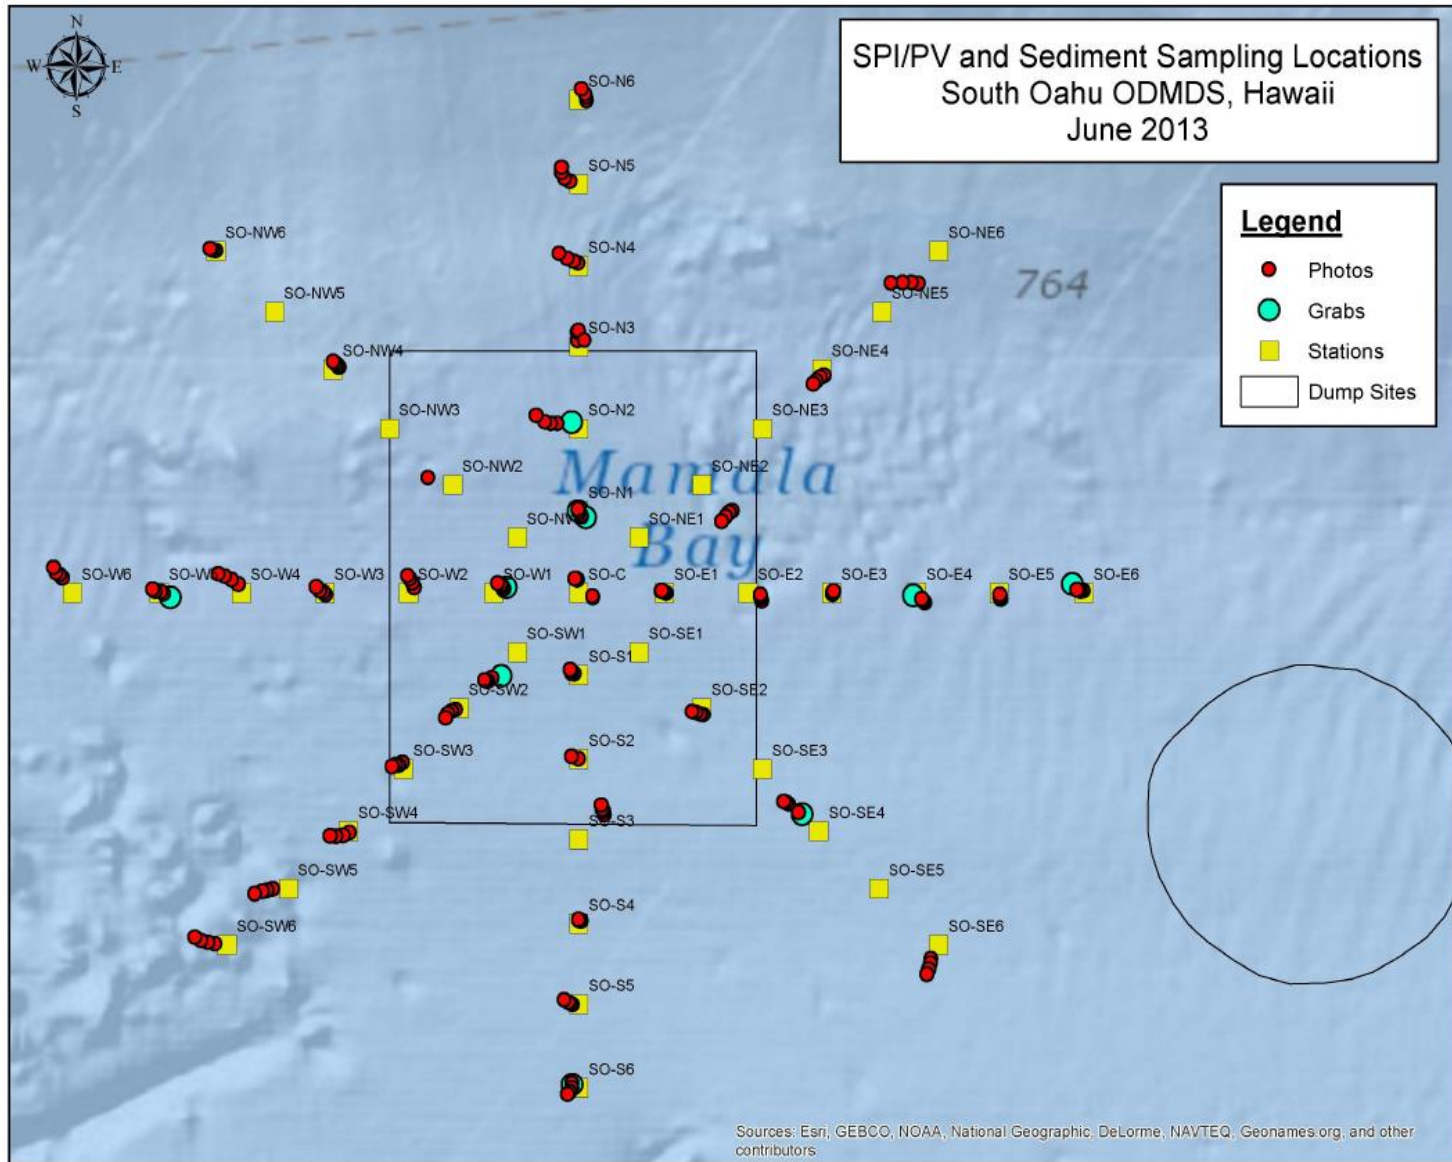 N
W E
S
SPI/PV and Sediment Sampling Locations
South Oahu ODMDS, Hawaii
June 2013
Legend
Photos
Grabs
Stations
Dump Sites
SO-N6
SO-N5
SO-NW6
SO-N4
SO-NE6
764
SO-NW5
SO-NE5
SO-N3
SO-NW4
SO-NE4
SO-NW3
SO-N2
SO-NE3
Mamala
Bay
SO-NW2
SO-NE2
SO-N1
SO-NW
SO-NE1
SO-W6
SO-W5
SO-W4
SO-W3
SO-W2
SO-W1
SO-C
SO-E1
SO-E2
SO-E3
SO-E4
SO-E5
SO-E6
SO-SW1
SO-SE1
SO-S1
SO-SW2
SO-SE2
SO-S2
SO-SW3
SO-SE3
SO-SW4
SO-S3
SO-SE4
SO-SW5
SO-SE5
SO-S4
SO-SW6
SO-SE6
SO-S5
SO-S6
Sources: Esri, GEBCO, NOAA, National Geographic, DeLorme, NAVTEQ, Geonames.org, and other
contributors